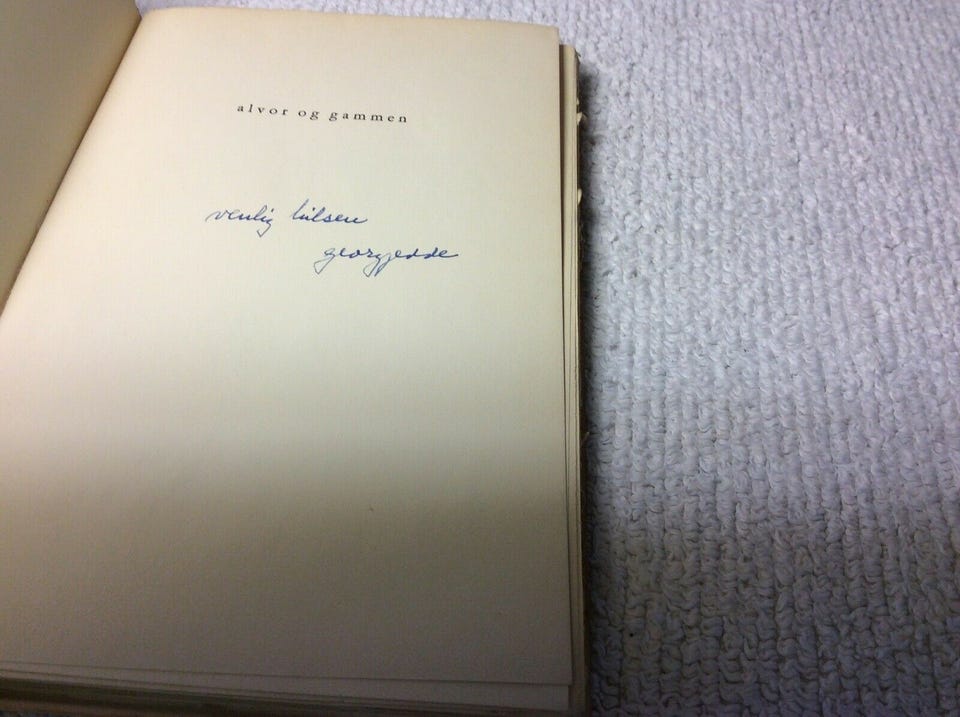 alvor og gammen
venlig hilsen
georgjedde